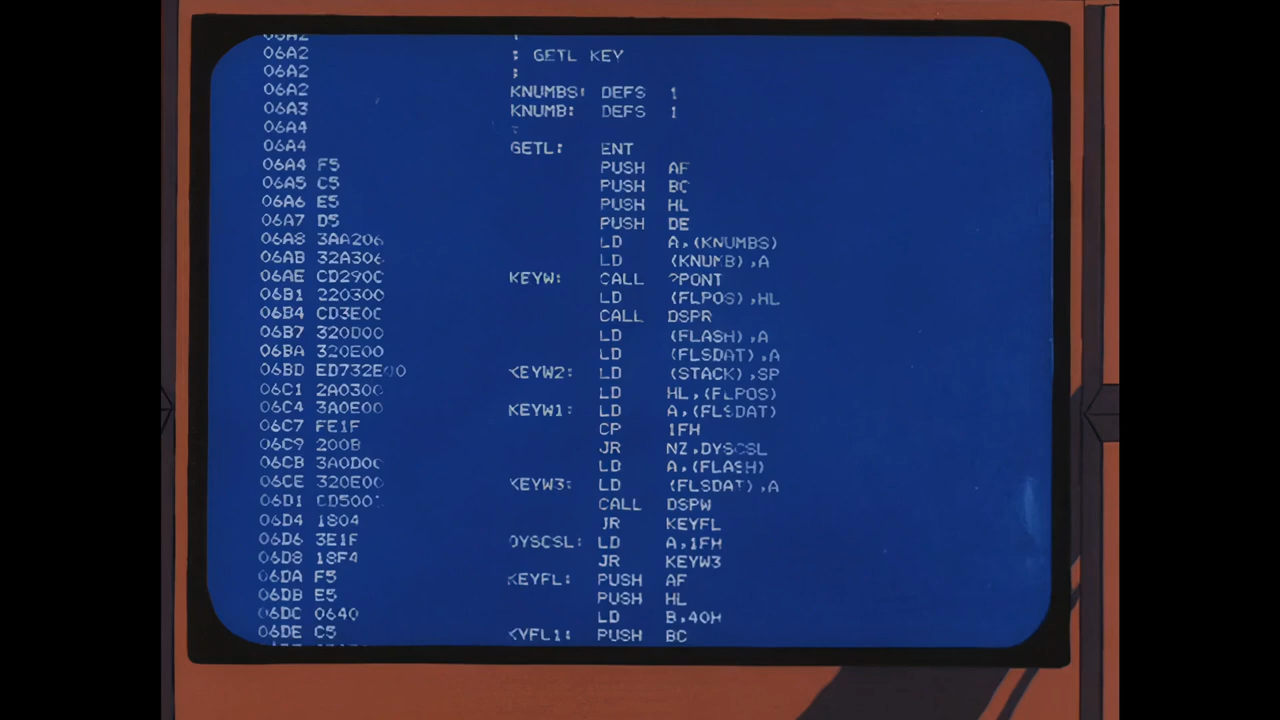 06A2 ;
06A2 ; GETL KEY
06A2 ;
06A2 KNUMBS: DEFS 1
06A3 KNUMB: DEFS 1
06A4 ;
06A4 GETL: ENT
06A4 F5 PUSH AF
06A5 C5 PUSH BC
06A6 E5 PUSH HL
06A7 D5 PUSH DE
06A8 3AA206 LD A,(KNUMBS)
06AB 32A306 LD (KNUMB),A
06AE CD290C KEYW: CALL ?PONT
06B1 220300 LD (FLPOS),HL
06B4 CD3E0C CALL DSPR
06B7 320D00 LD (FLASH),A
06BA 320E00 LD (FLSDAT),A
06BD ED732E00 KEYW2: LD (STACK),SP
06C1 2A0300 LD HL,(FLPOS)
06C4 3A0E00 KEYW1: LD A,(FLSDAT)
06C7 FE1F CP 1FH
06C9 200B JR NZ,DYSCSL
06CB 3A0D00 LD A,(FLASH)
06CE 320E00 KEYW3: LD (FLSDAT),A
06D1 CALL DSPW
06D4 1804 JR KEYFL
06D6 3E1F DYSCSL: LD A,1FH
06D8 18F4 JR KEYW3
06DA F5 KEYFL: PUSH AF
06DB E5 PUSH HL
06DC 0640 LD B,40H
06DE C5 KYFL1: PUSH BC